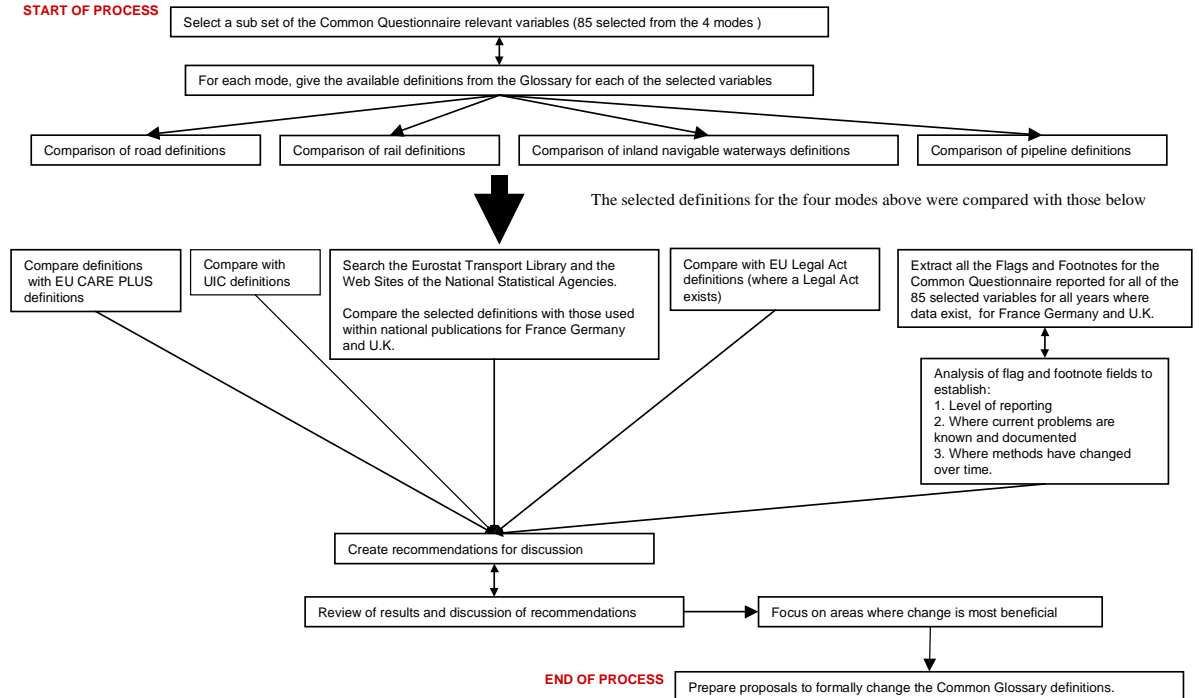 START OF PROCESS
Select a sub set of the Common Questionnaire relevant variables (85 selected from the 4 modes )
For each mode, give the available definitions from the Glossary for each of the selected variables
Comparison of road definitions
Comparison of rail definitions
Comparison of inland navigable waterways definitions
Comparison of pipeline definitions
The selected definitions for the four modes above were compared with those below
Compare definitions
with EU CARE PLUS
definitions
Compare with
UIC definitions
Search the Eurostat Transport Library and the
Web Sites of the National Statistical Agencies.
Compare the selected definitions with those used
within national publications for France Germany
and U.K.
Compare with EU Legal Act
definitions (where a Legal Act
exists)
Extract all the Flags and Footnotes for the
Common Questionnaire reported for all of the
85 selected variables for all years where
data exist, for France Germany and U.K.
Analysis of flag and footnote fields to
establish:
1. Level of reporting
2. Where current problems are
known and documented
3. Where methods have changed
over time.
Create recommendations for discussion
Review of results and discussion of recommendations
Focus on areas where change is most beneficial
END OF PROCESS
Prepare proposals to formally change the Common Glossary definitions.